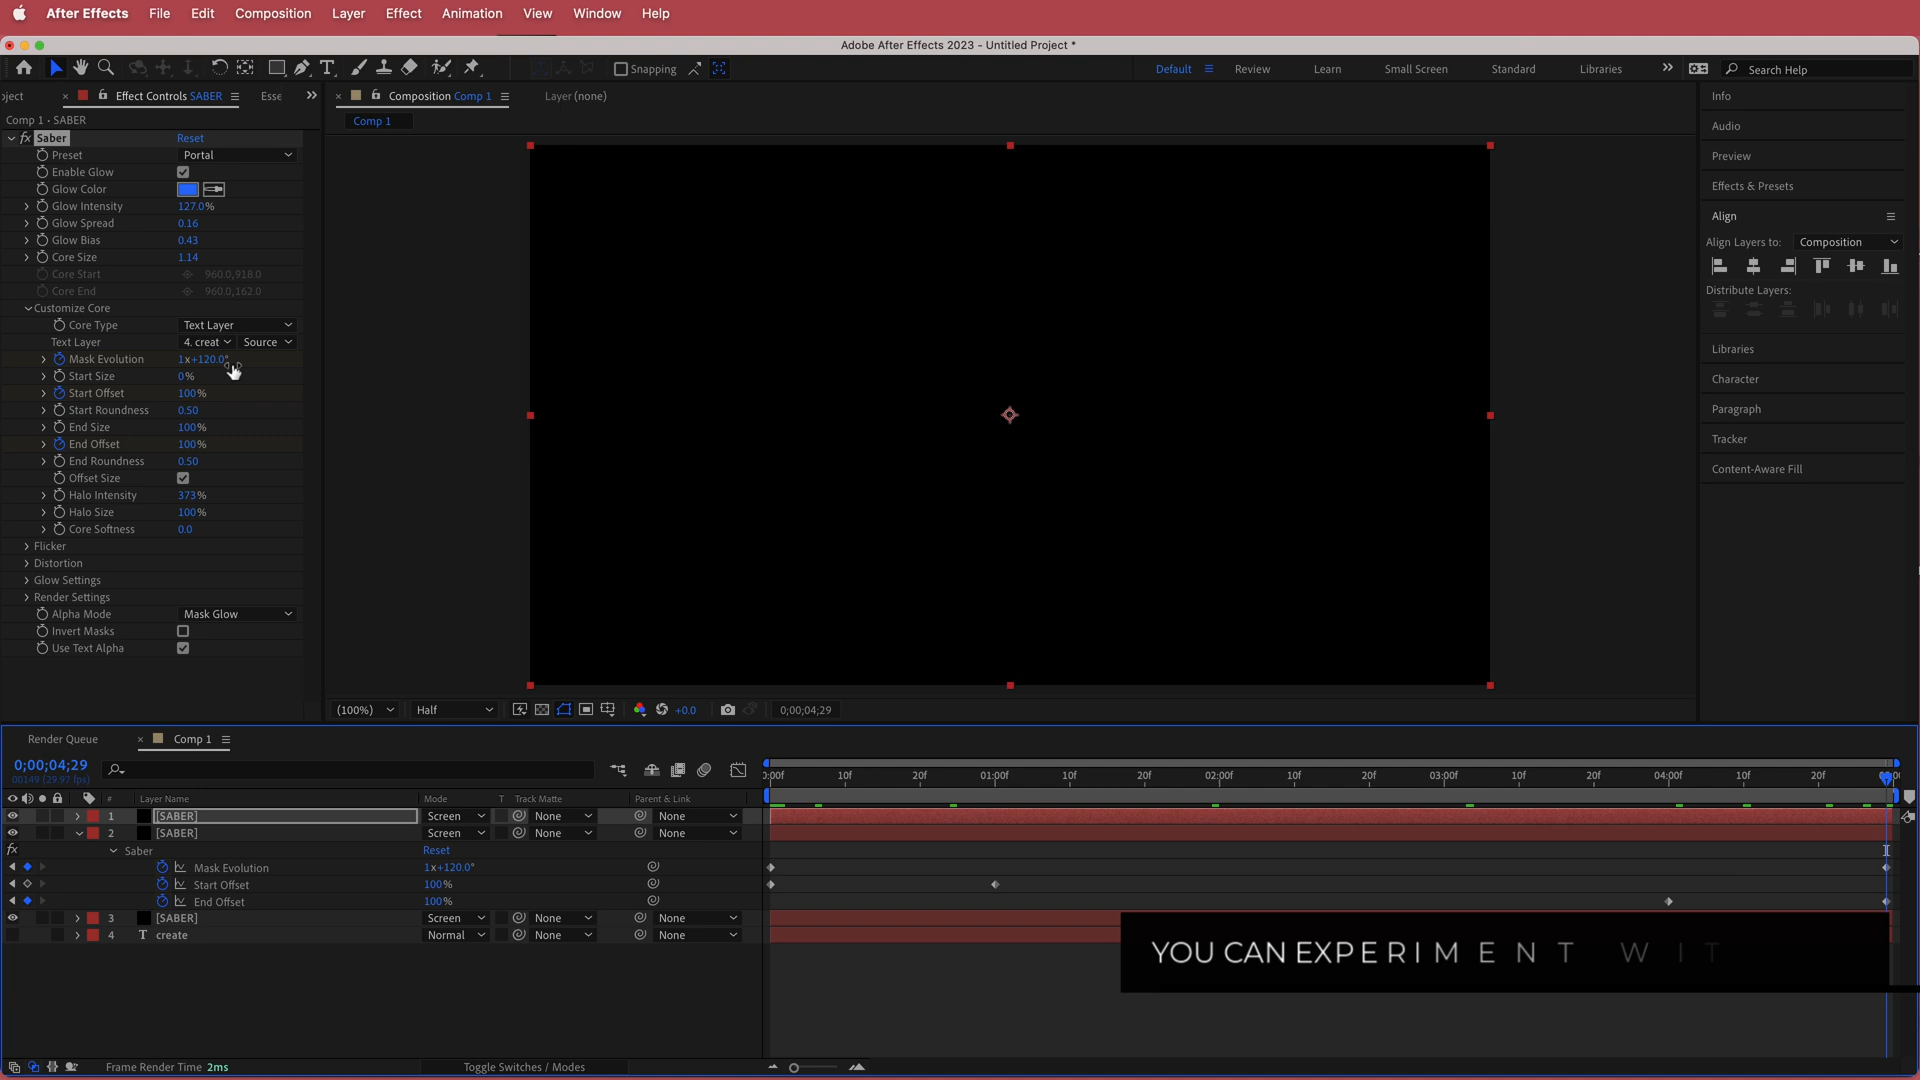 After Effects File Edit Composition Layer Effect Animation View Window Help
Adobe After Effects 2023 - Untitled Project *
Snapping Default Review Learn Small Screen Standard Libraries Search Help
oject Effect Controls SABER Esse Composition Comp 1 Layer (none) Info
Comp 1 • SABER Comp 1
Saber Reset
Preset Portal
Enable Glow
Glow Color
Glow Intensity 127.0%
Glow Spread 0.16
Glow Bias 0.43
Core Size 1.14
Core Start 960.0,918.0
Core End 960.0,162.0
Customize Core
Core Type Text Layer
Text Layer 4. creat Source
Mask Evolution 1x+120.0°
Start Size 0%
Start Offset 100%
Start Roundness 0.50
End Size 100%
End Offset 100%
End Roundness 0.50
Offset Size
Halo Intensity 373%
Halo Size 100%
Core Softness 0.0
Flicker
Distortion
Glow Settings
Render Settings
Alpha Mode Mask Glow
Invert Masks
Use Text Alpha
Audio
Preview
Effects & Presets
Align
Align Layers to: Composition
Distribute Layers:
Libraries
Character
Paragraph
Tracker
Content-Aware Fill
(100%) Half +0.0 0;00;04;29
Render Queue Comp 1
0;00;04;29
00149 (29.97 fps)
0:00f 10f 20f 01:00f 10f 20f 02:00f 10f 20f 03:00f 10f 20f 04:00f 10f 20f
# Layer Name Mode T Track Matte Parent & Link
1 [SABER] Screen None None
2 [SABER] Screen None None
fx Saber Reset
Mask Evolution 1x+120.0°
Start Offset 100%
End Offset 100%
3 [SABER] Screen None None
4 T create Normal None None
YOU CAN EXPERIMENT WIT
Frame Render Time 2ms Toggle Switches / Modes